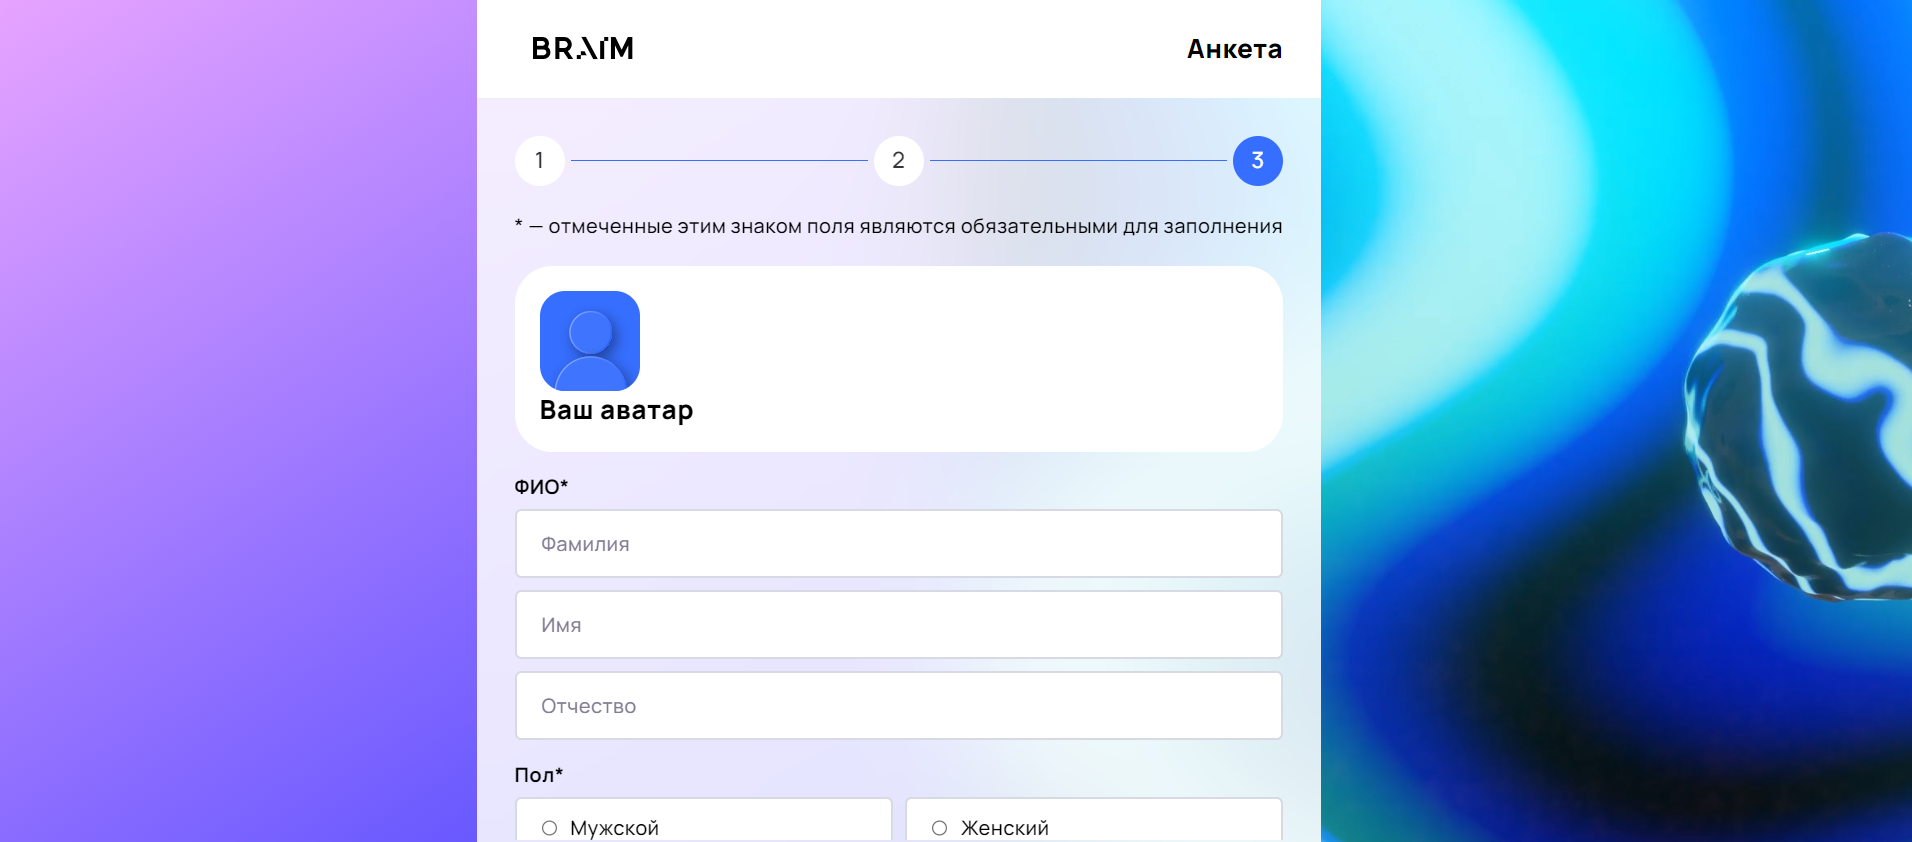 BRAIM
Анкета
1 2 3
* — отмеченные этим знаком поля являются обязательными для заполнения
Ваш аватар
ФИО*
Фамилия
Имя
Отчество
Пол*
Мужской Женский